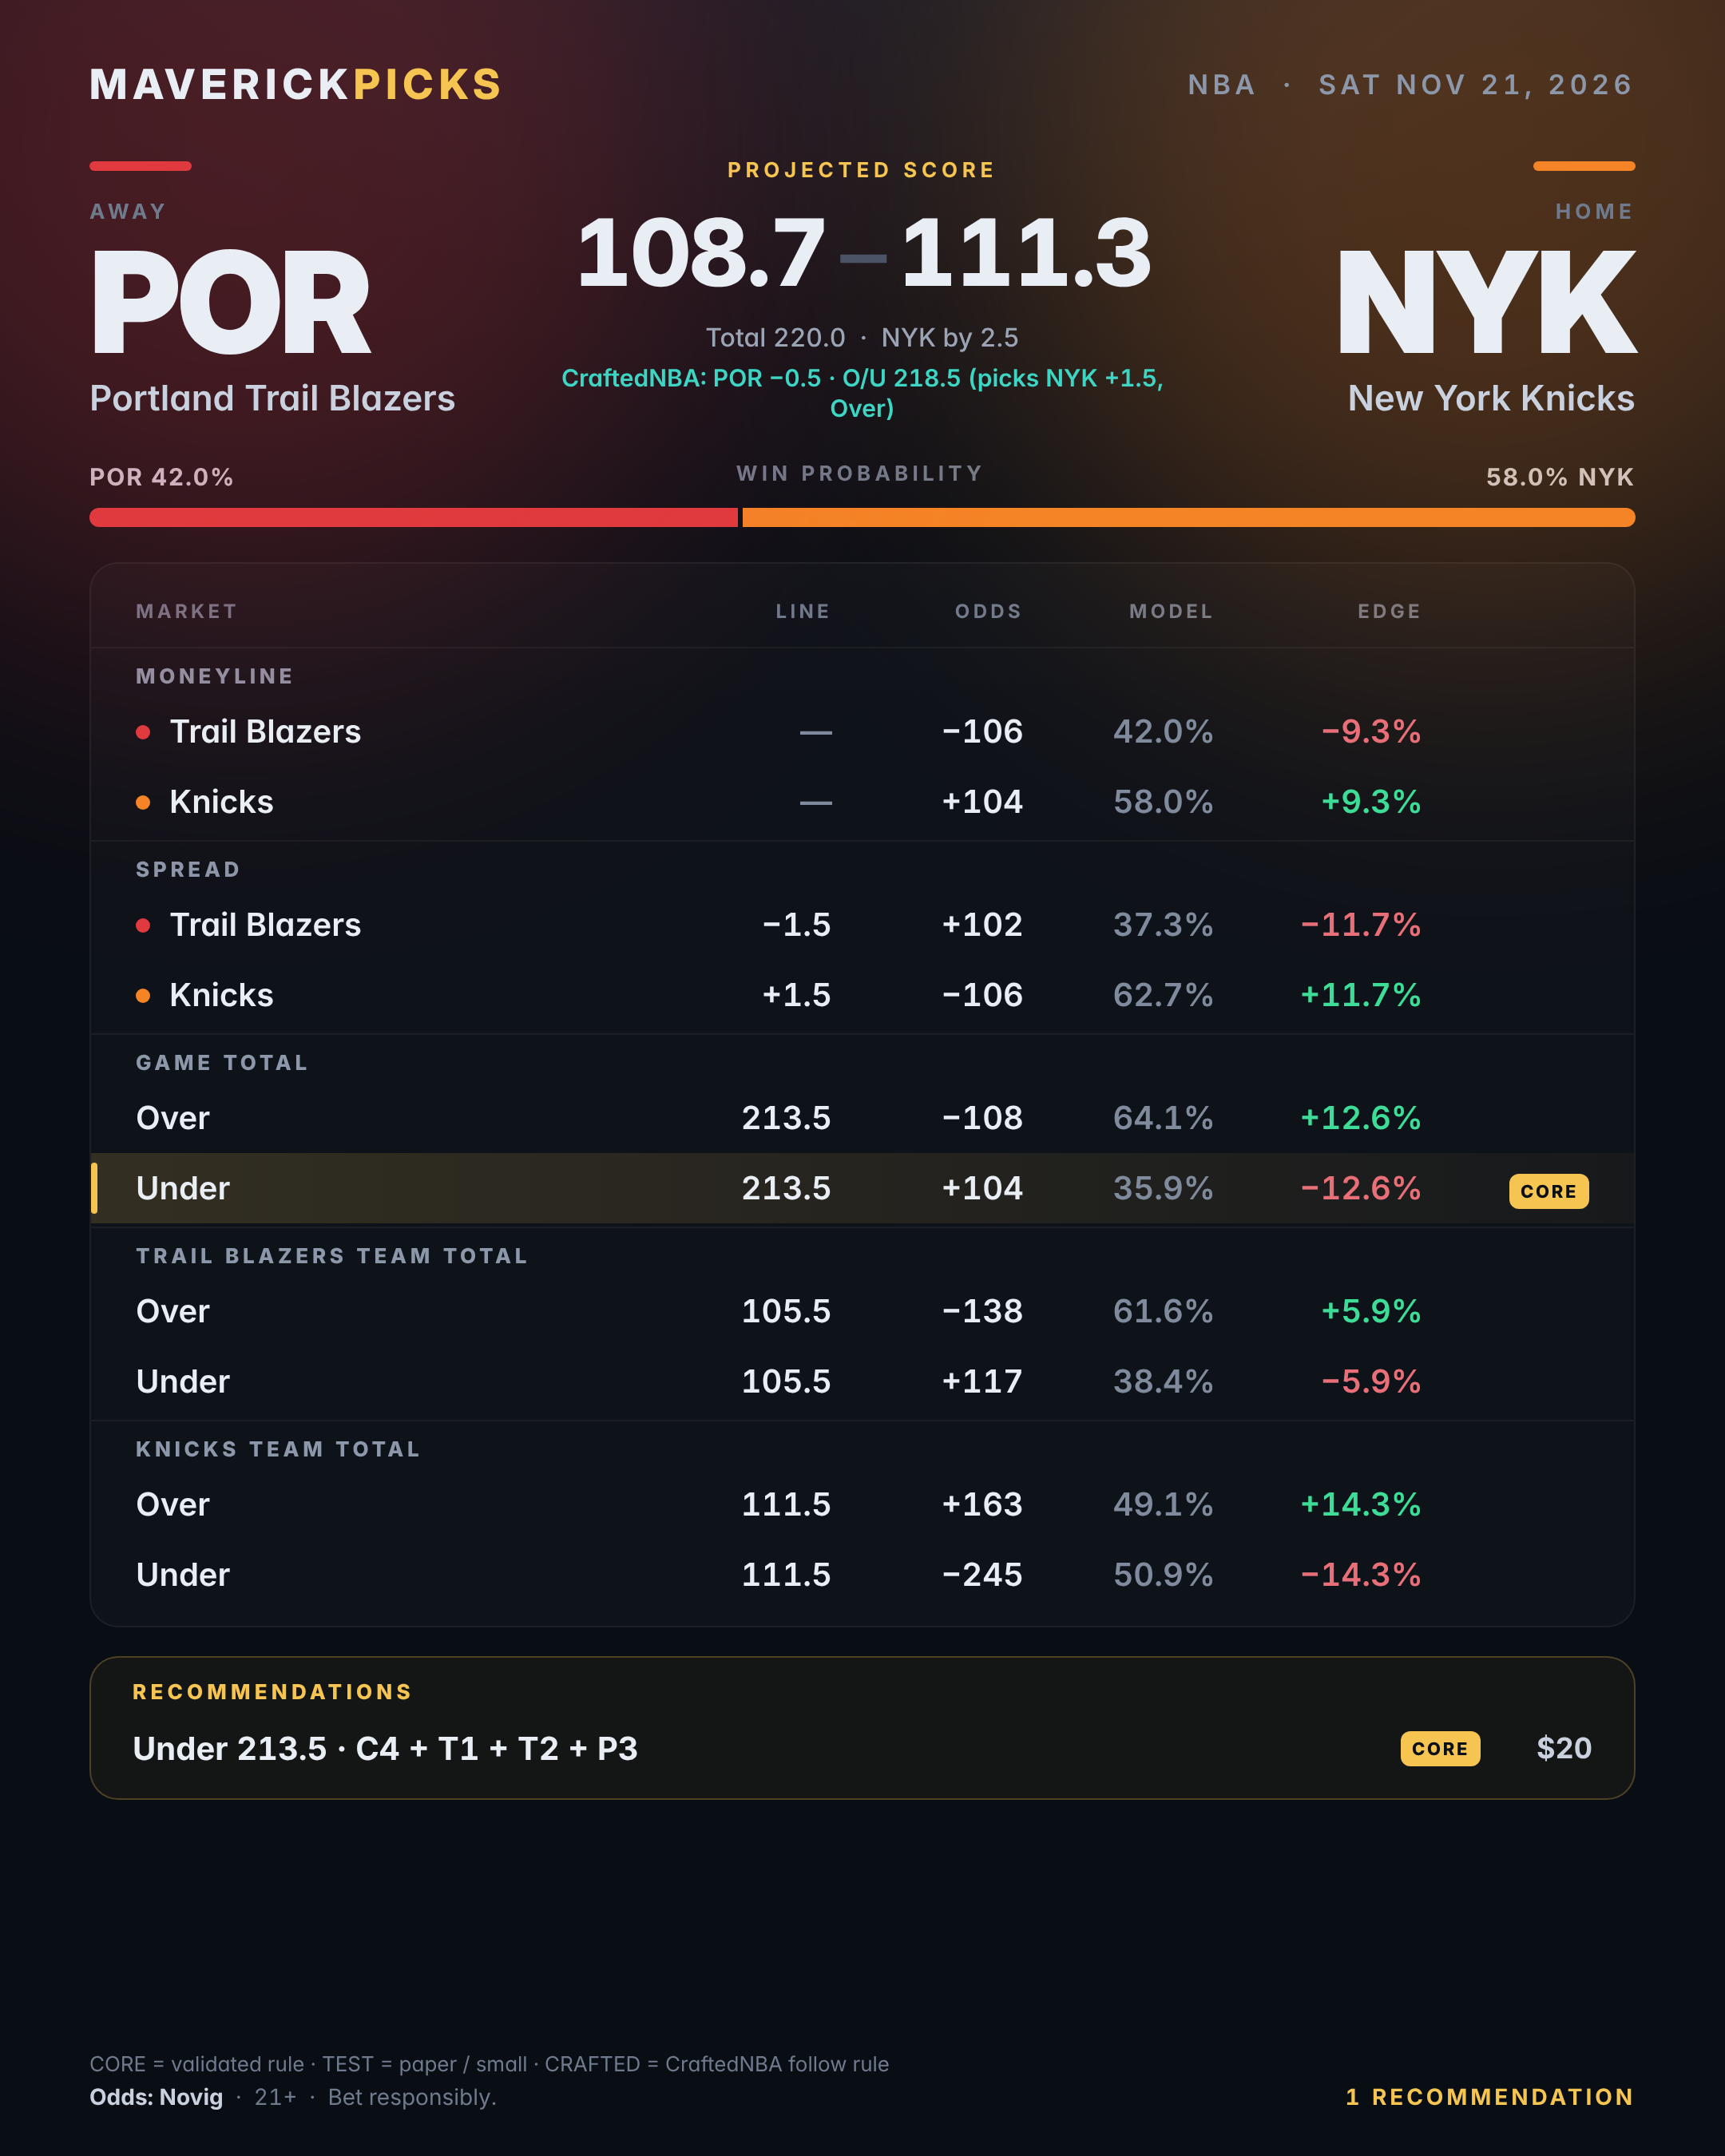 MAVERICKPICKS
NBA · SAT NOV 21, 2026
AWAY
POR
Portland Trail Blazers
PROJECTED SCORE
108.7 – 111.3
Total 220.0 · NYK by 2.5
CraftedNBA: POR −0.5 · O/U 218.5 (picks NYK +1.5,
Over)
HOME
NYK
New York Knicks
POR 42.0%
WIN PROBABILITY
58.0% NYK
MARKET LINE ODDS MODEL EDGE
MONEYLINE
Trail Blazers — −106 42.0% −9.3%
Knicks — +104 58.0% +9.3%
SPREAD
Trail Blazers −1.5 +102 37.3% −11.7%
Knicks +1.5 −106 62.7% +11.7%
GAME TOTAL
Over 213.5 −108 64.1% +12.6%
Under 213.5 +104 35.9% −12.6% CORE
TRAIL BLAZERS TEAM TOTAL
Over 105.5 −138 61.6% +5.9%
Under 105.5 +117 38.4% −5.9%
KNICKS TEAM TOTAL
Over 111.5 +163 49.1% +14.3%
Under 111.5 −245 50.9% −14.3%
RECOMMENDATIONS
Under 213.5 · C4 + T1 + T2 + P3 CORE $20
CORE = validated rule · TEST = paper / small · CRAFTED = CraftedNBA follow rule
Odds: Novig · 21+ · Bet responsibly.
1 RECOMMENDATION